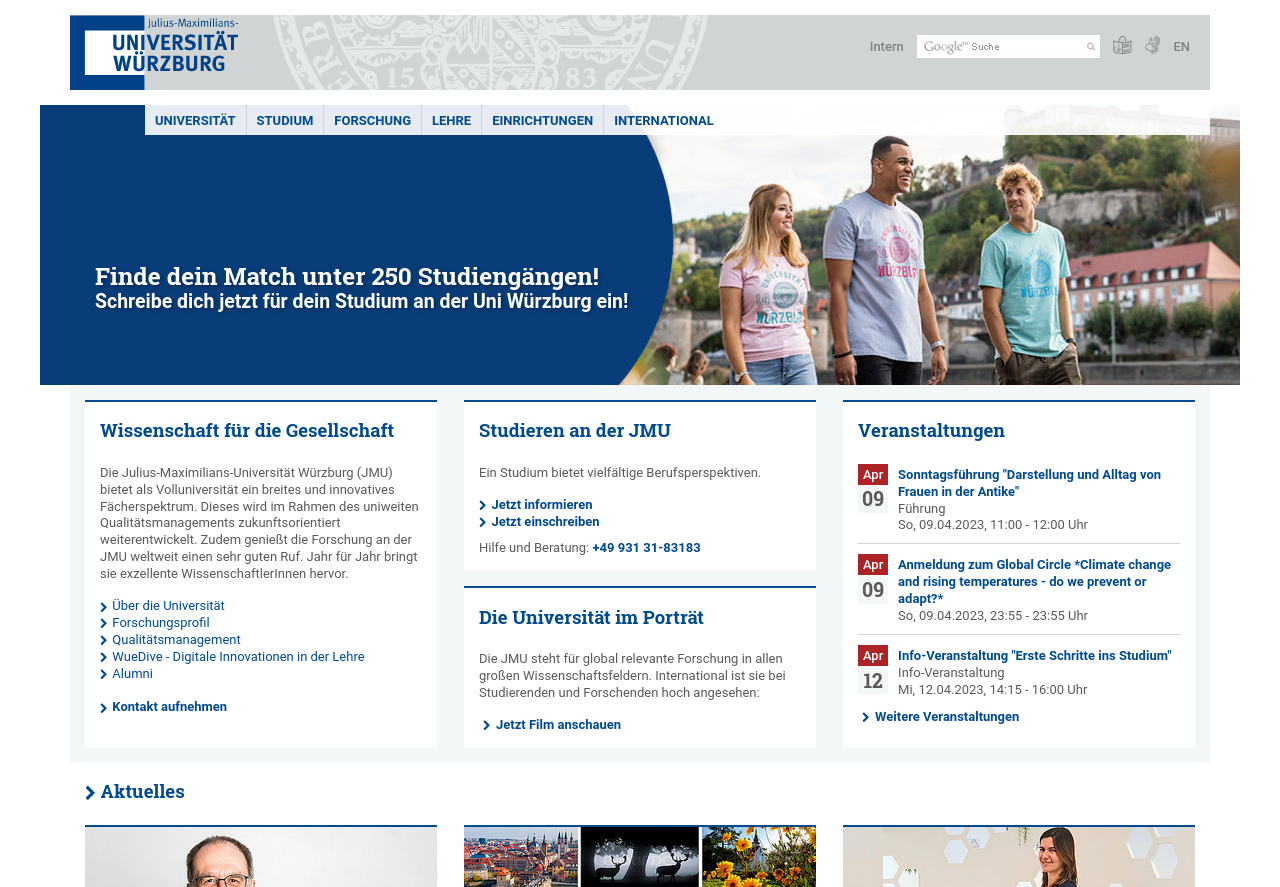 Julius-Maximilians-
UNIVERSITÄT
WÜRZBURG
Intern
Google™ Suche
EN
15 83
UNIVERSITÄT
STUDIUM
FORSCHUNG
LEHRE
EINRICHTUNGEN
INTERNATIONAL
Finde dein Match unter 250 Studiengängen!
Schreibe dich jetzt für dein Studium an der Uni Würzburg ein!
UNIVERSITÄT
WÜRZBURG
WÜRZBURG
Wissenschaft für die Gesellschaft
Die Julius-Maximilians-Universität Würzburg (JMU)
bietet als Volluniversität ein breites und innovatives
Fächerspektrum. Dieses wird im Rahmen des uniweiten
Qualitätsmanagements zukunftsorientiert
weiterentwickelt. Zudem genießt die Forschung an der
JMU weltweit einen sehr guten Ruf. Jahr für Jahr bringt
sie exzellente WissenschaftlerInnen hervor.
Über die Universität
Forschungsprofil
Qualitätsmanagement
WueDive - Digitale Innovationen in der Lehre
Alumni
Kontakt aufnehmen
Studieren an der JMU
Ein Studium bietet vielfältige Berufsperspektiven.
Jetzt informieren
Jetzt einschreiben
Hilfe und Beratung: +49 931 31-83183
Die Universität im Porträt
Die JMU steht für global relevante Forschung in allen
großen Wissenschaftsfeldern. International ist sie bei
Studierenden und Forschenden hoch angesehen:
Jetzt Film anschauen
Veranstaltungen
Apr
09
Sonntagsführung "Darstellung und Alltag von
Frauen in der Antike"
Führung
So, 09.04.2023, 11:00 - 12:00 Uhr
Apr
09
Anmeldung zum Global Circle *Climate change
and rising temperatures - do we prevent or
adapt?*
So, 09.04.2023, 23:55 - 23:55 Uhr
Apr
12
Info-Veranstaltung "Erste Schritte ins Studium"
Info-Veranstaltung
Mi, 12.04.2023, 14:15 - 16:00 Uhr
Weitere Veranstaltungen
Aktuelles